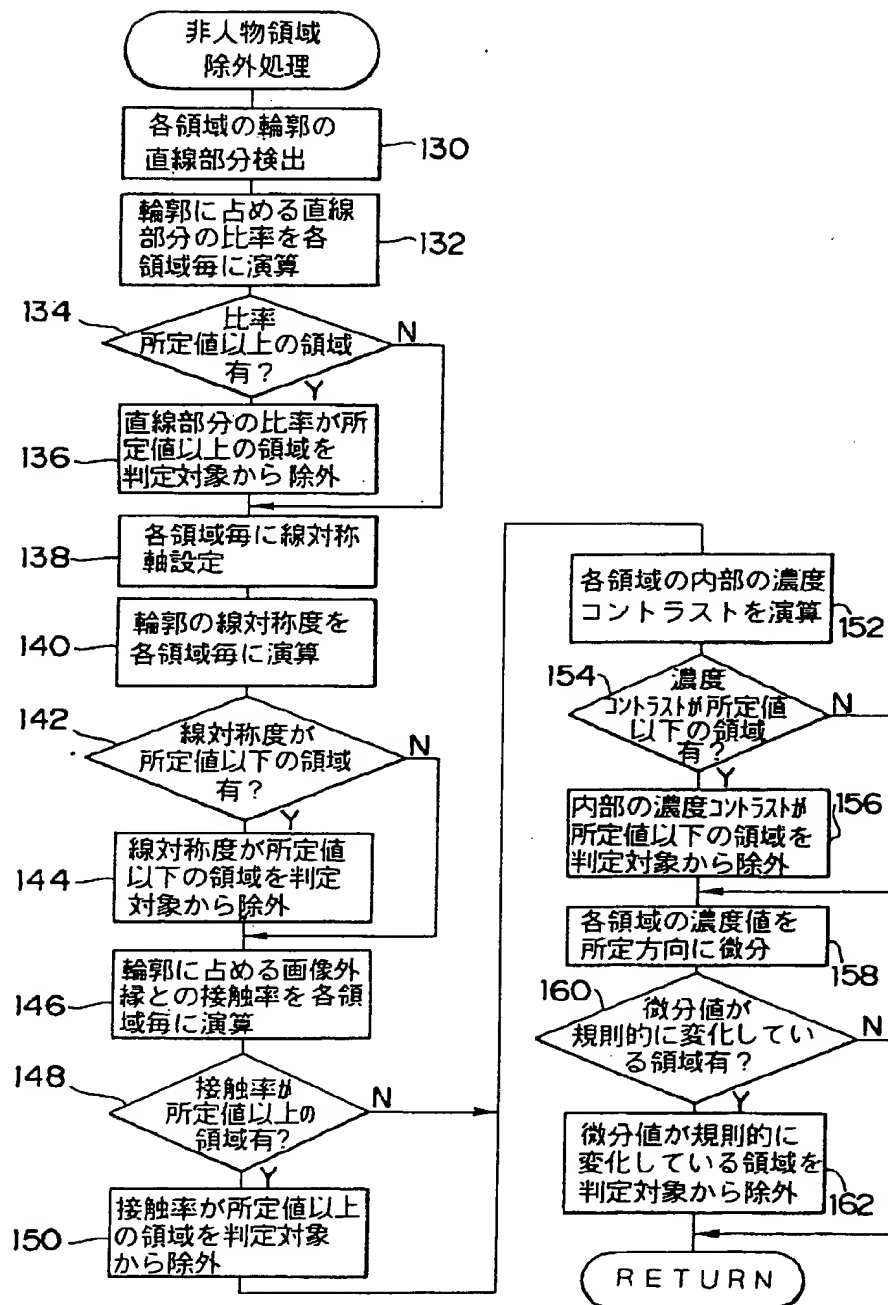 非人物領域
除外処理
各領域の輪郭の
直線部分検出
130
輪郭に占める直線
部分の比率を各
領域毎に演算
132
134
比率
所定値以上の領域
有?
N
Y
直線部分の比率が所
定値以上の領域を
判定対象から除外
136
各領域毎に線対称
軸設定
138
輪郭の線対称度を
各領域毎に演算
140
142
線対称度が
所定値以下の領域
有?
N
Y
線対称度が所定値
以下の領域を判定
対象から除外
144
輪郭に占める画像外
縁との接触率を各
領域毎に演算
146
148
接触率が
所定値以上の
領域有?
N
Y
接触率が所定値以上
の領域を判定対象
から除外
150
各領域の内部の濃度
コントラストを演算
152
154
濃度
コントラストが所定値
以下の領域
有?
N
Y
内部の濃度コントラストが
所定値以下の領域を
判定対象から除外
156
各領域の濃度値を
所定方向に微分
158
160
微分値が
規則的に変化してい
る領域有?
N
Y
微分値が規則的に
変化している領域を
判定対象から除外
162
RETURN